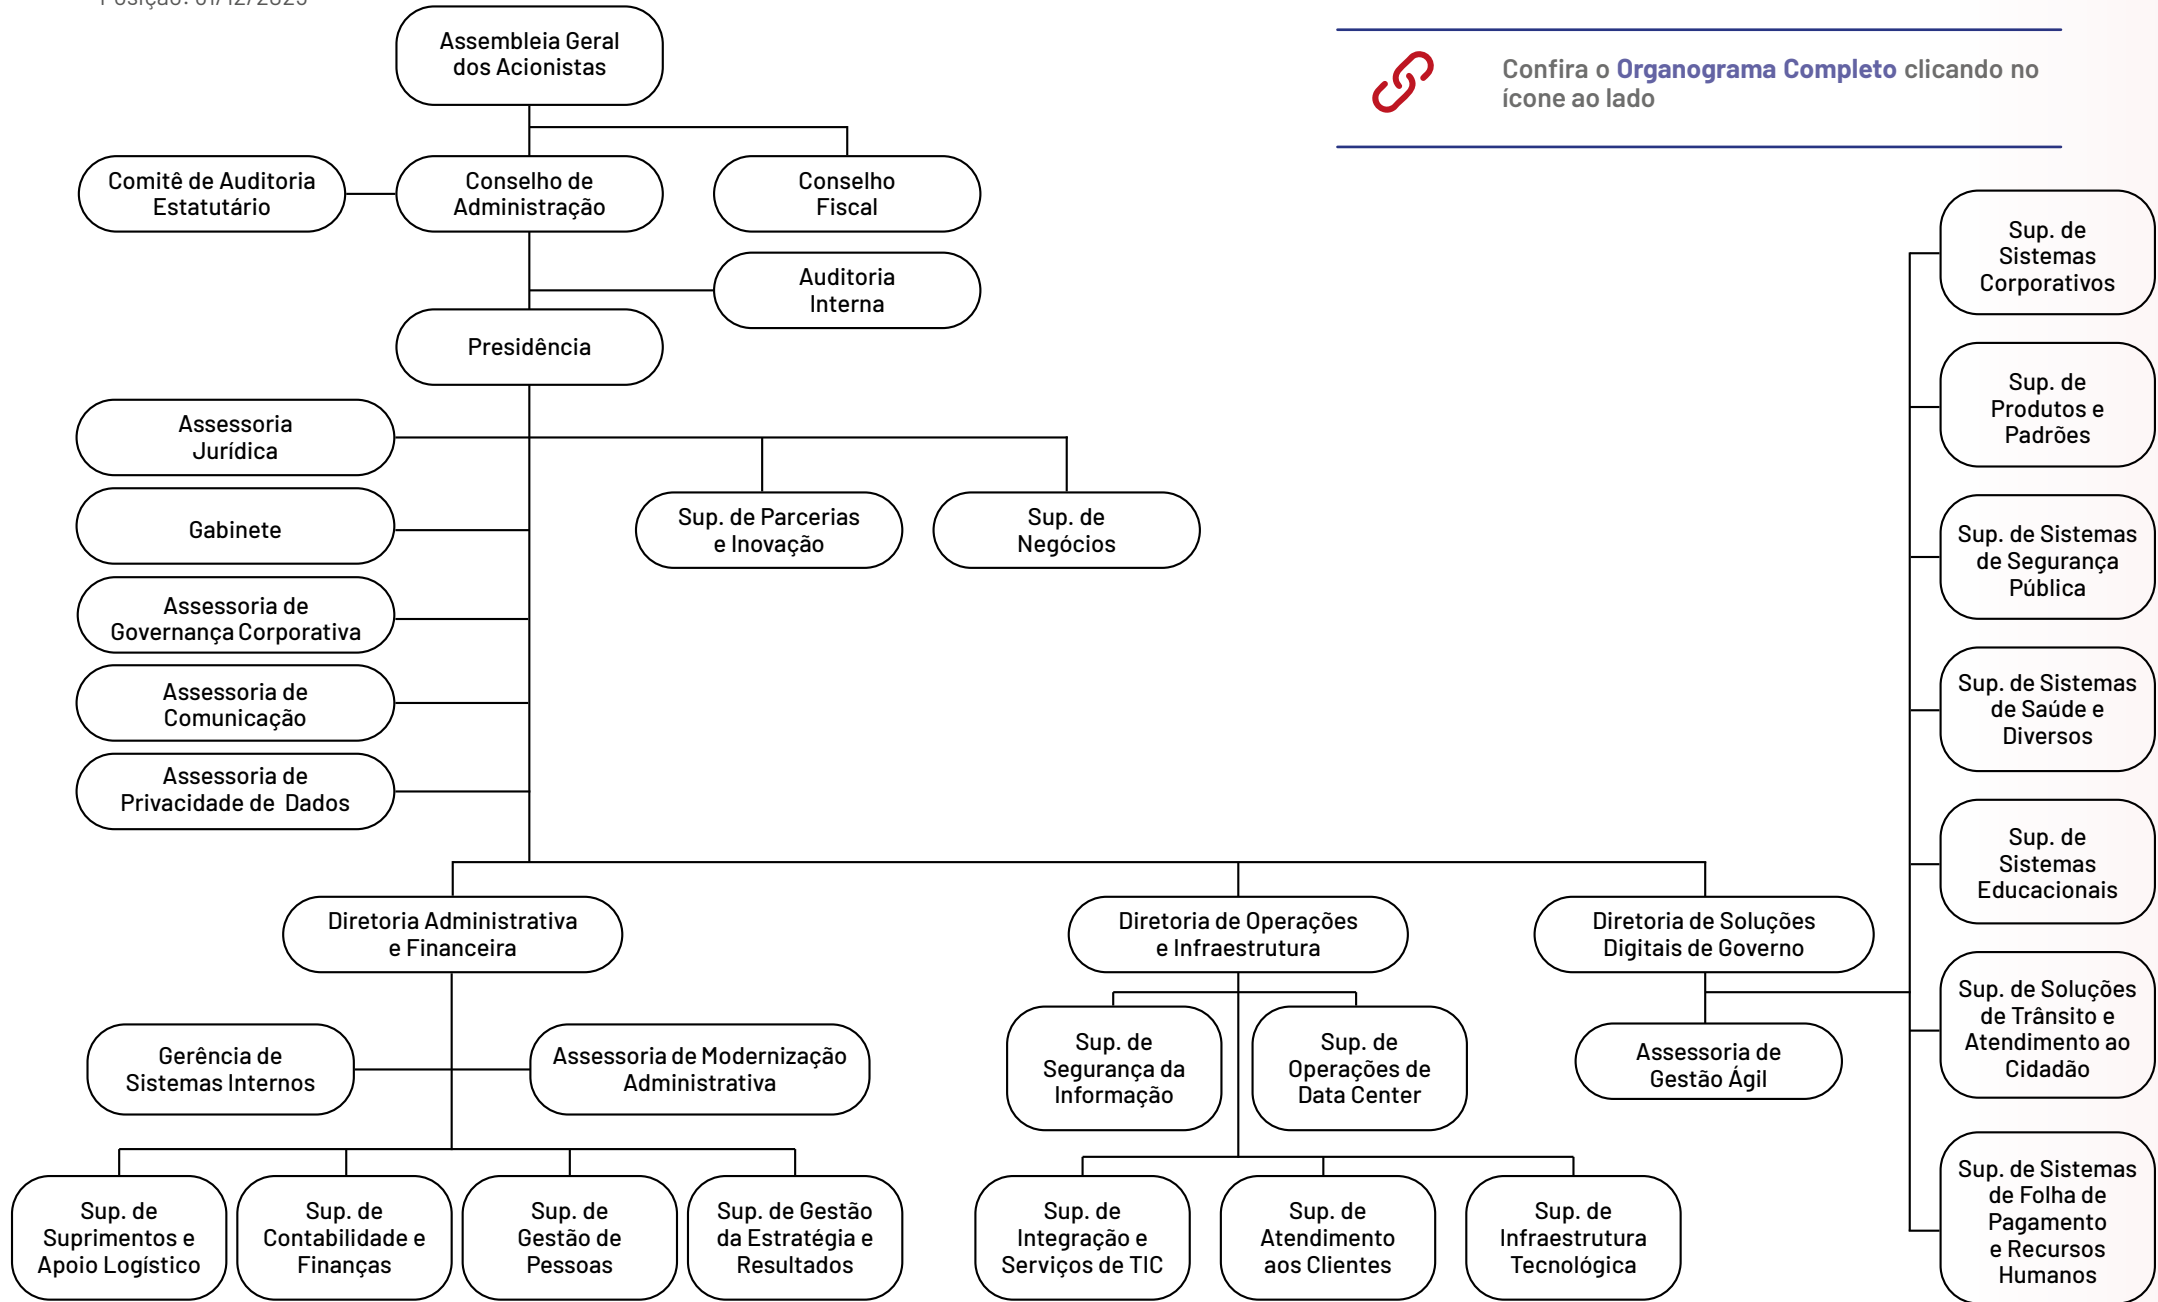 Assembleia Geral
dos Acionistas
Confira o Organograma Completo clicando no
ícone ao lado
Comitê de Auditoria
Estatutário
Conselho de
Administração
Conselho
Fiscal
Auditoria
Interna
Presidência
Assessoria
Jurídica
Gabinete
Assessoria de
Governança Corporativa
Assessoria de
Comunicação
Assessoria de
Privacidade de Dados
Sup. de Parcerias
e Inovação
Sup. de
Negócios
Diretoria Administrativa
e Financeira
Gerência de
Sistemas Internos
Assessoria de Modernização
Administrativa
Sup. de
Suprimentos e
Apoio Logístico
Sup. de
Contabilidade e
Finanças
Sup. de
Gestão de
Pessoas
Sup. de Gestão
da Estratégia e
Resultados
Diretoria de Operações
e Infraestrutura
Sup. de
Segurança da
Informação
Sup. de
Operações de
Data Center
Sup. de
Integração e
Serviços de TIC
Sup. de
Atendimento
aos Clientes
Sup. de
Infraestrutura
Tecnológica
Diretoria de Soluções
Digitais de Governo
Assessoria de
Gestão Ágil
Sup. de
Sistemas
Corporativos
Sup. de
Produtos e
Padrões
Sup. de Sistemas
de Segurança
Pública
Sup. de Sistemas
de Saúde e
Diversos
Sup. de
Sistemas
Educacionais
Sup. de Soluções
de Trânsito e
Atendimento ao
Cidadão
Sup. de Sistemas
de Folha de
Pagamento
e Recursos
Humanos